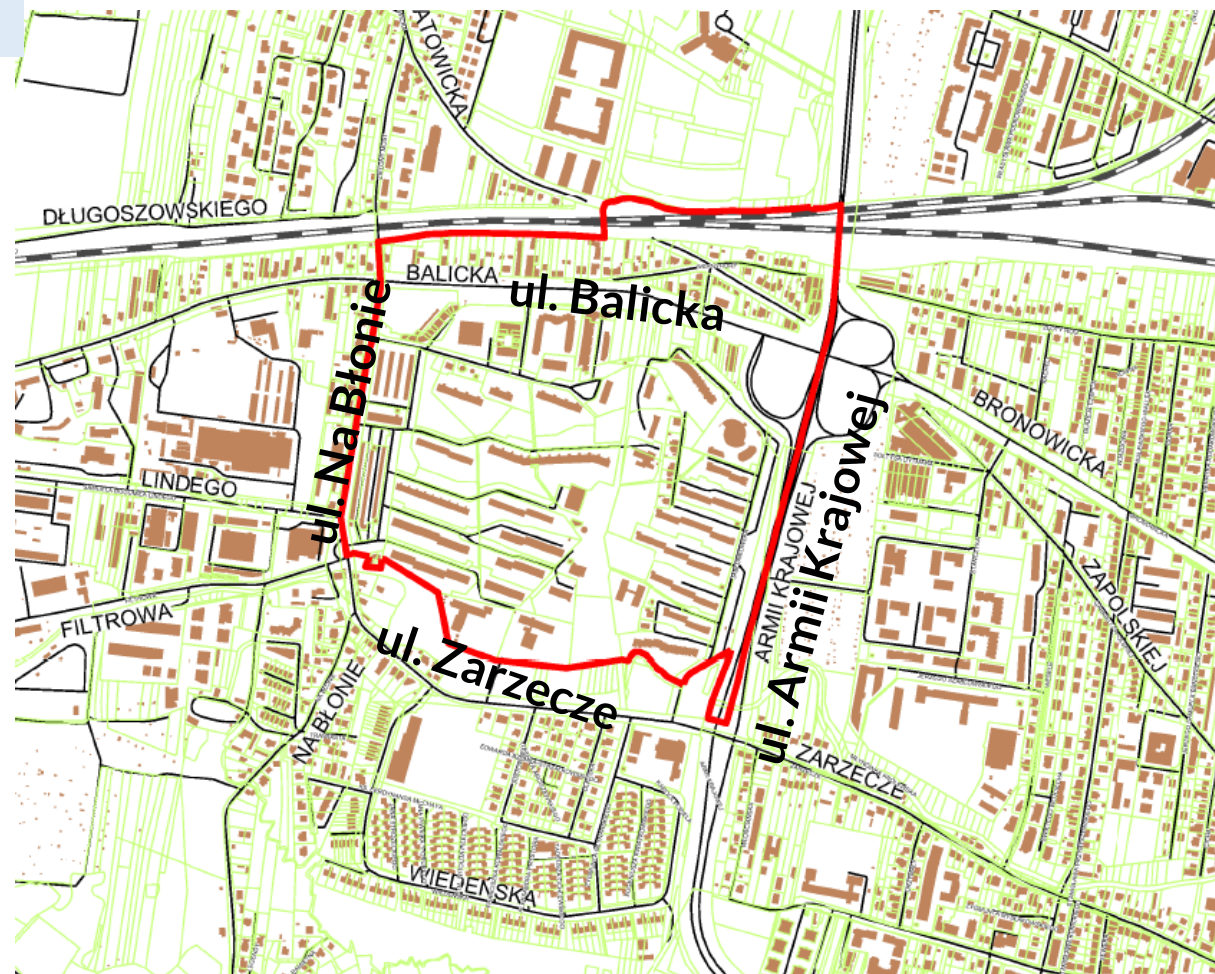 ATOWICKA
DŁUGOSZOWSKIEGO
BALICKA
ul. Balicka
ul. Na Błonie
BRONOWICKA
LINDEGO
ARMII KRAJOWEJ
ul. Armii Krajowej
ZAPOLSKIEJ
FILTROWA
ul. Zarzecze
NA BŁONIE
ZARZECZE
WIEDEŃSKA